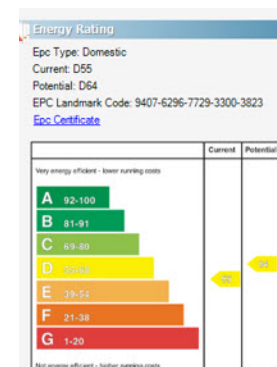 Energy Rating
Epc Type: Domestic
Current: D55
Potential: D64
EPC Landmark Code: 9407-6296-7729-3300-3823
Epc Certificate
Current Potential
Very energy efficient - lower running costs
A 92-100
B 81-91
C 69-80
D
E 39-54
F 21-38
G 1-20
Not energy efficient - higher running costs